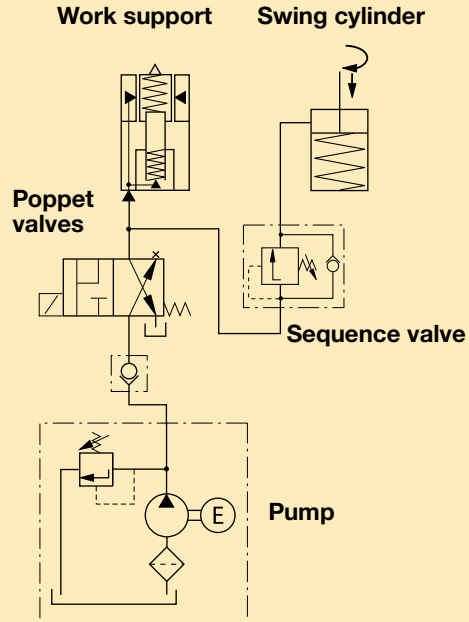 Work support
Swing cylinder
Poppet
valves
Sequence valve
Pump
E